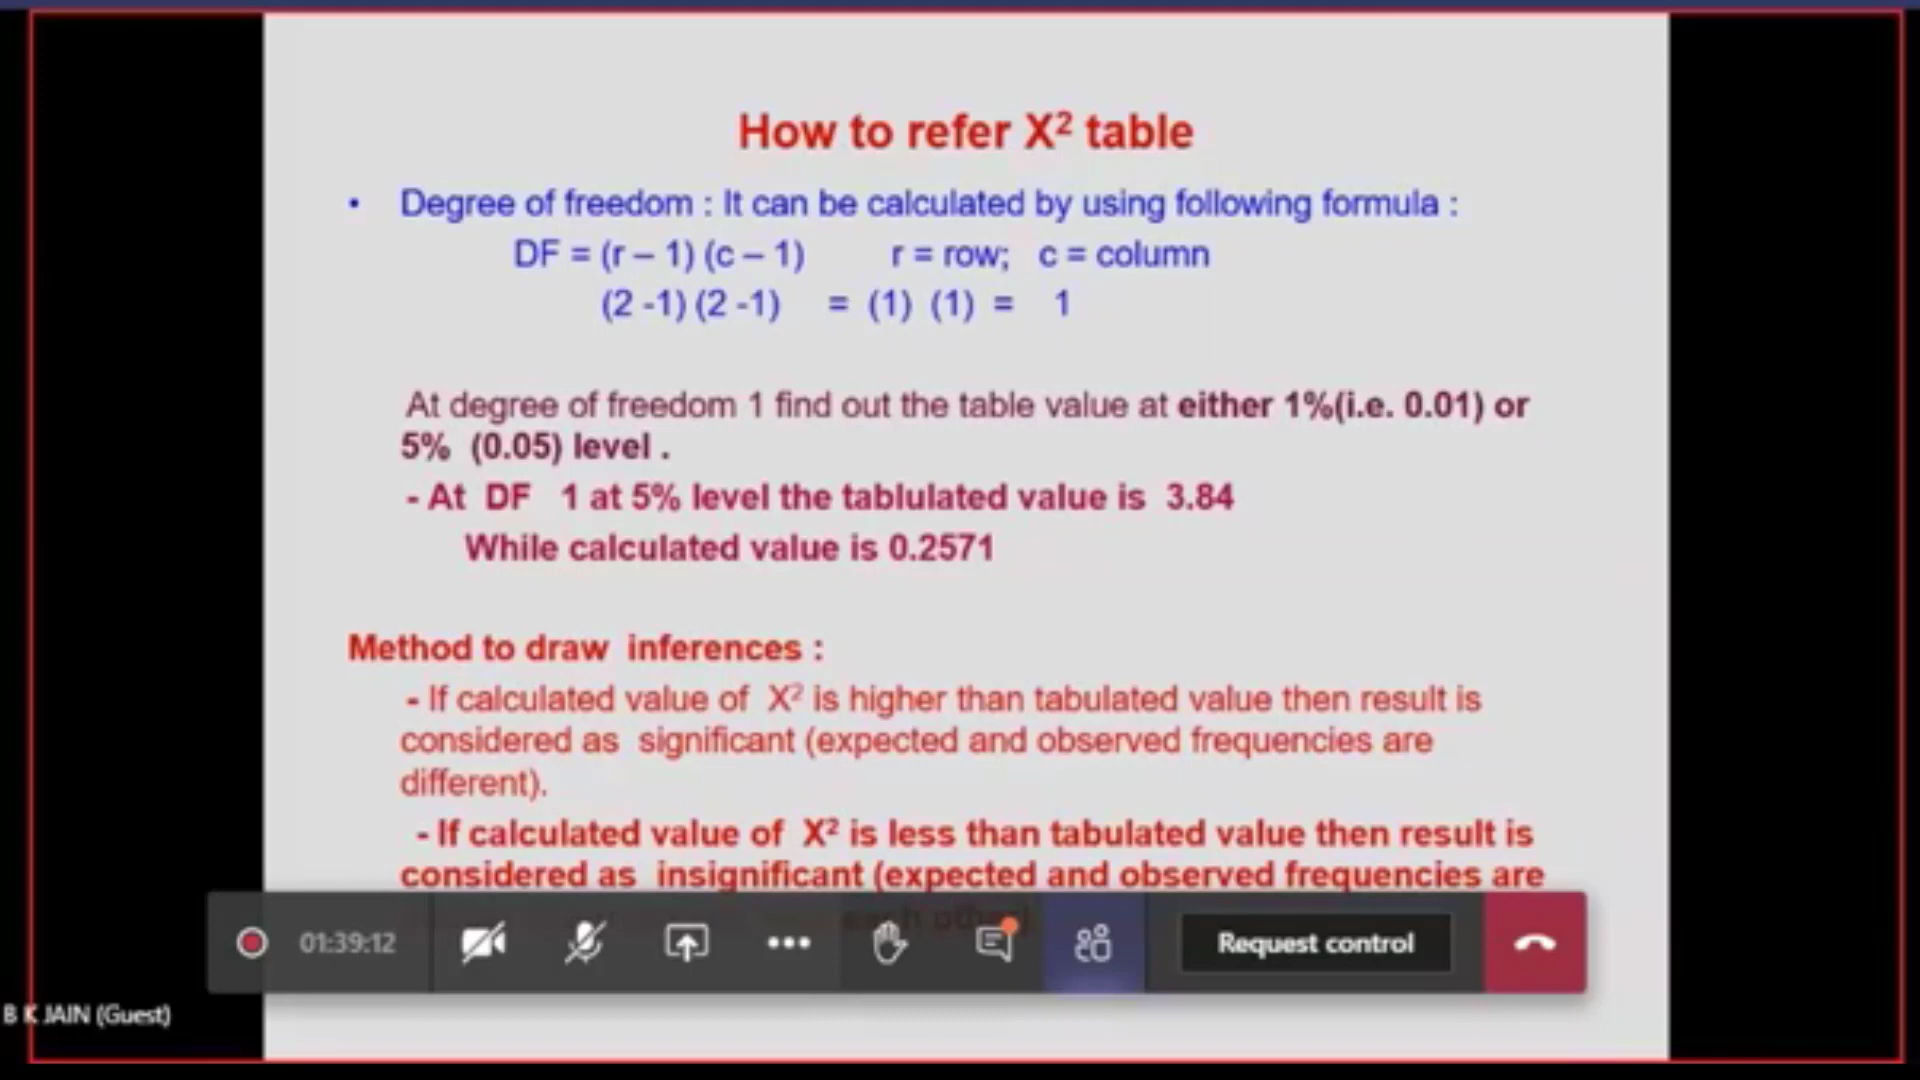 How to refer X² table
• Degree of freedom : It can be calculated by using following formula :
DF = (r – 1) (c – 1) r = row; c = column
(2 -1) (2 -1) = (1) (1) = 1
At degree of freedom 1 find out the table value at either 1%(i.e. 0.01) or
5% (0.05) level .
- At DF 1 at 5% level the tablulated value is 3.84
While calculated value is 0.2571
Method to draw inferences :
- If calculated value of X² is higher than tabulated value then result is
considered as significant (expected and observed frequencies are
different).
- If calculated value of X² is less than tabulated value then result is
considered as insignificant (expected and observed frequencies are
each other)
01:39:12
Request control
B K JAIN (Guest)